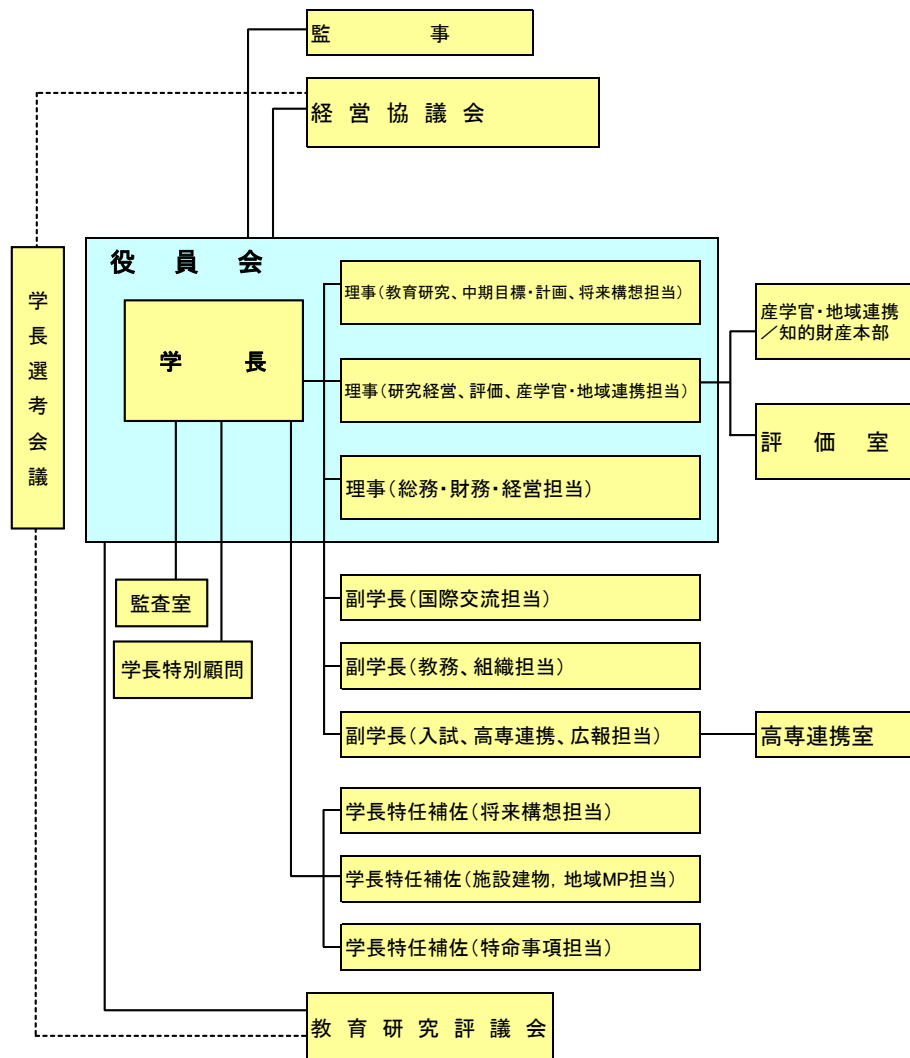 監事
経営協議会
学長選考会議
役員会
学長
理事(教育研究、中期目標・計画、将来構想担当)
理事(研究経営、評価、産学官・地域連携担当)
理事(総務・財務・経営担当)
産学官・地域連携
／知的財産本部
評価室
監査室
学長特別顧問
副学長(国際交流担当)
副学長(教務、組織担当)
副学長(入試、高専連携、広報担当)
高専連携室
学長特任補佐(将来構想担当)
学長特任補佐(施設建物，地域MP担当)
学長特任補佐(特命事項担当)
教育研究評議会